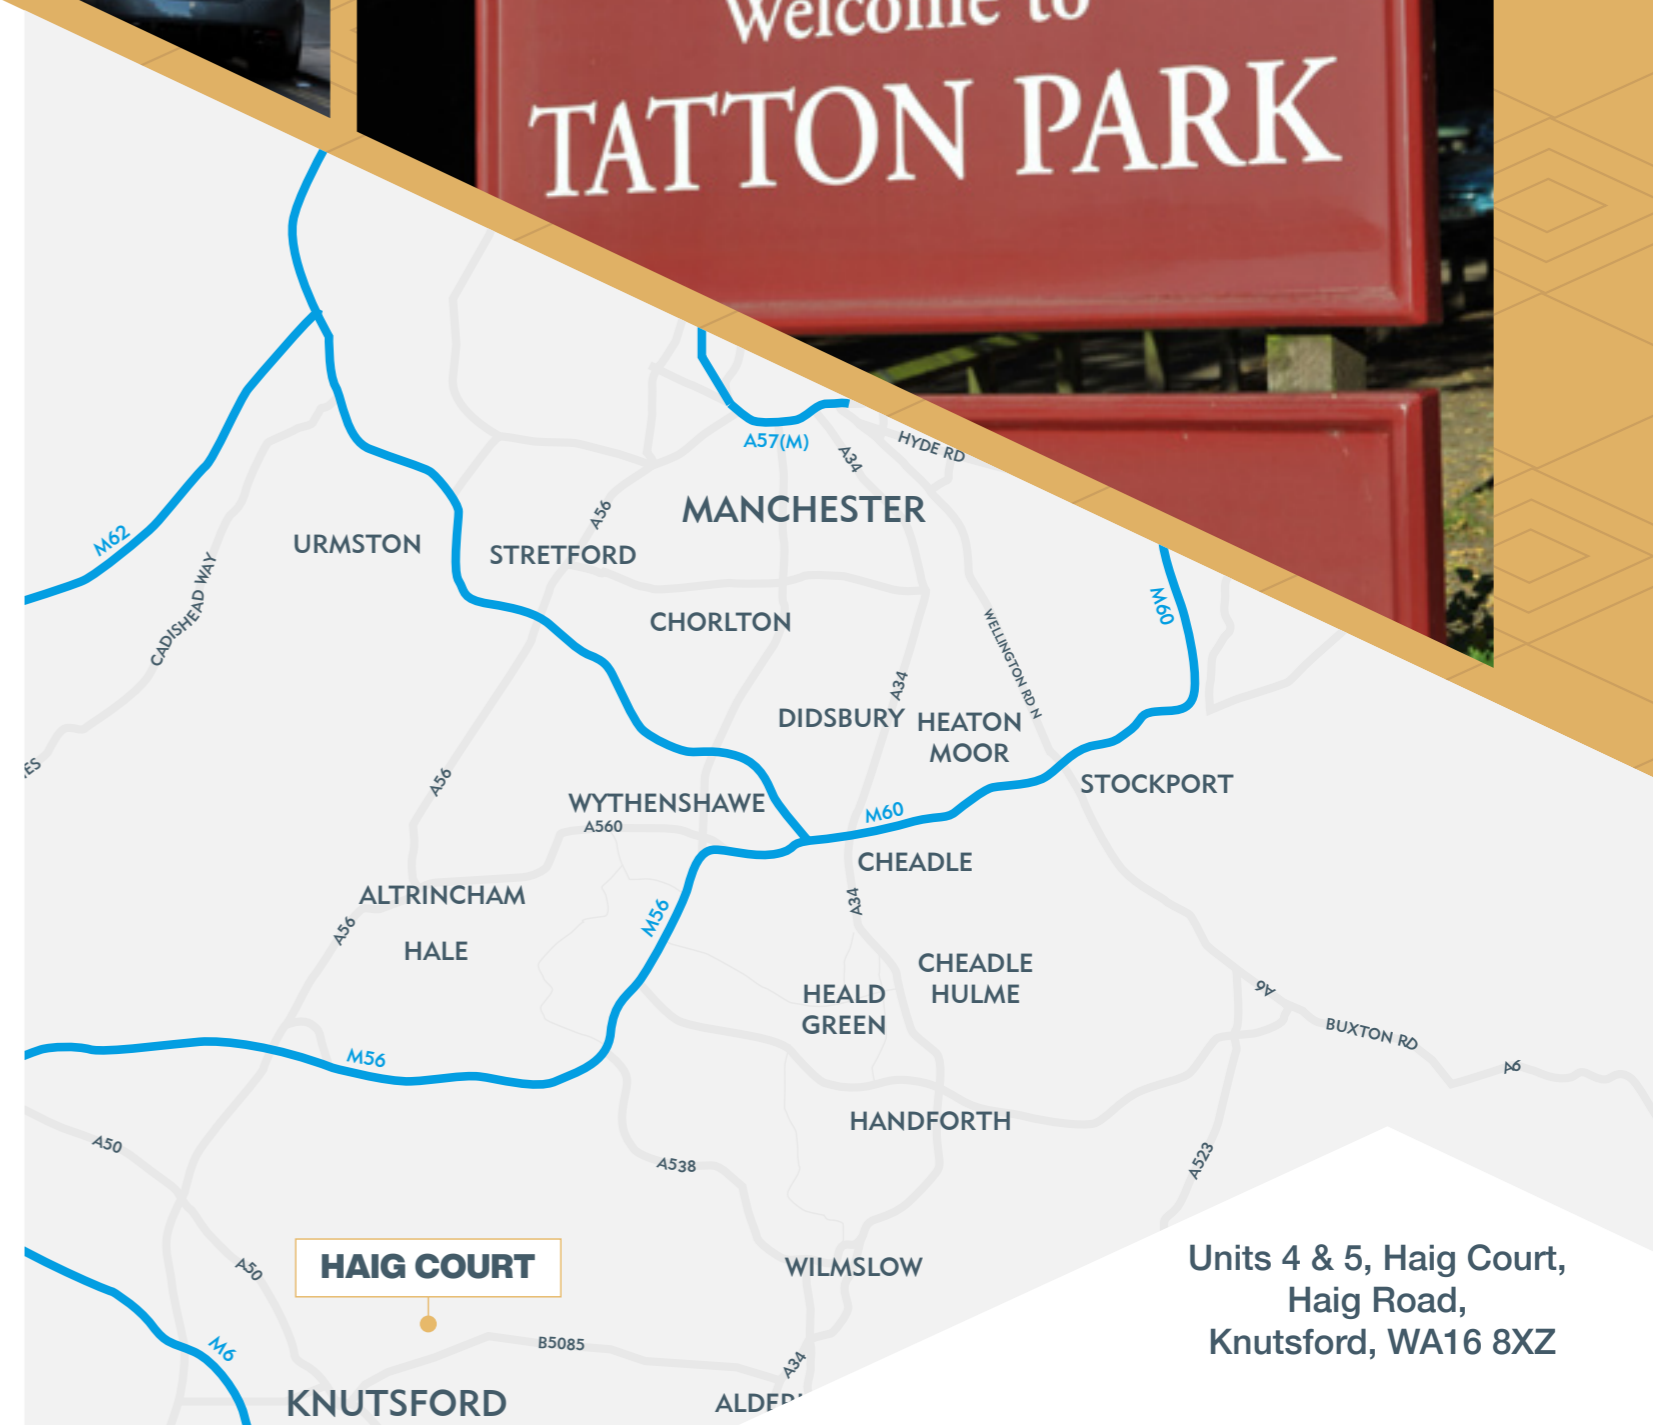 Welcome to
TATTON PARK
A57(M)
A34
HYDE RD
MANCHESTER
A56
URMSTON
STRETFORD
M62
CADISHEAD WAY
M60
CHORLTON
WELLINGTON RD N
A34
DIDSBURY
HEATON
MOOR
A56
STOCKPORT
WYTHENSHAWE
A560
M60
CHEADLE
ALTRINCHAM
A34
M56
A56
HALE
CHEADLE
HULME
HEALD
GREEN
A6
BUXTON RD
M56
A6
HANDFORTH
A50
A538
A523
HAIG COURT
A50
WILMSLOW
M6
B5085
A34
KNUTSFORD
Units 4 & 5, Haig Court,
Haig Road,
Knutsford, WA16 8XZ